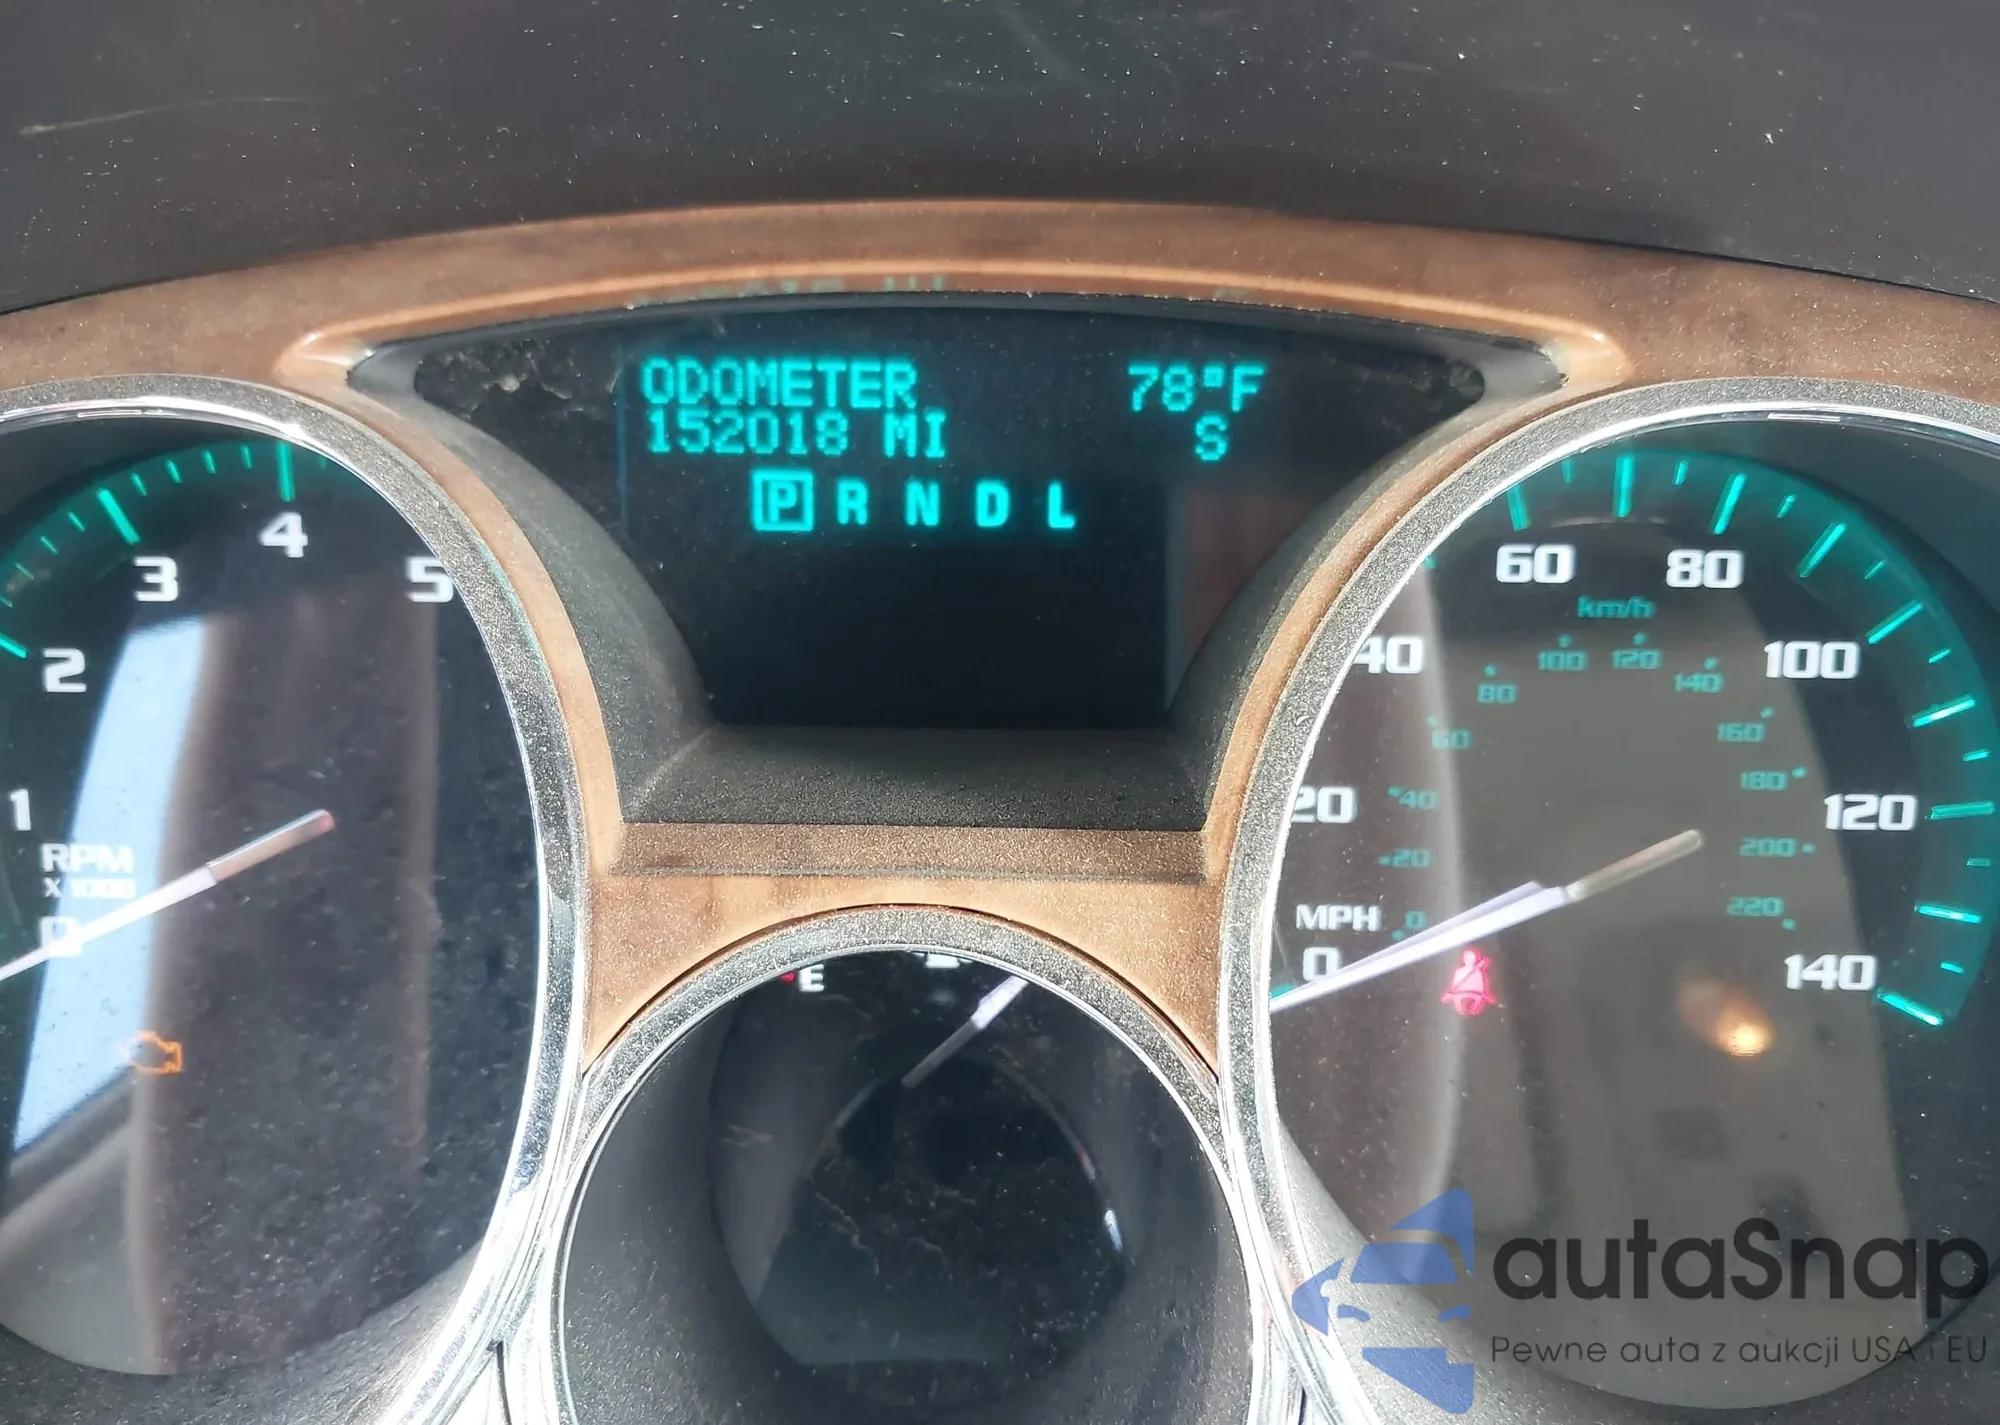 ODOMETER 78°F
152018 MI S
P R N D L
1 2 3 4 5
RPM
X 1000
0
20 40 60 80 100 120 140
km/h
0 20 40 60 80 100 120 140 160 180 200 220
MPH
0
E
autaSnap
Pewne auta z aukcji USA i EU